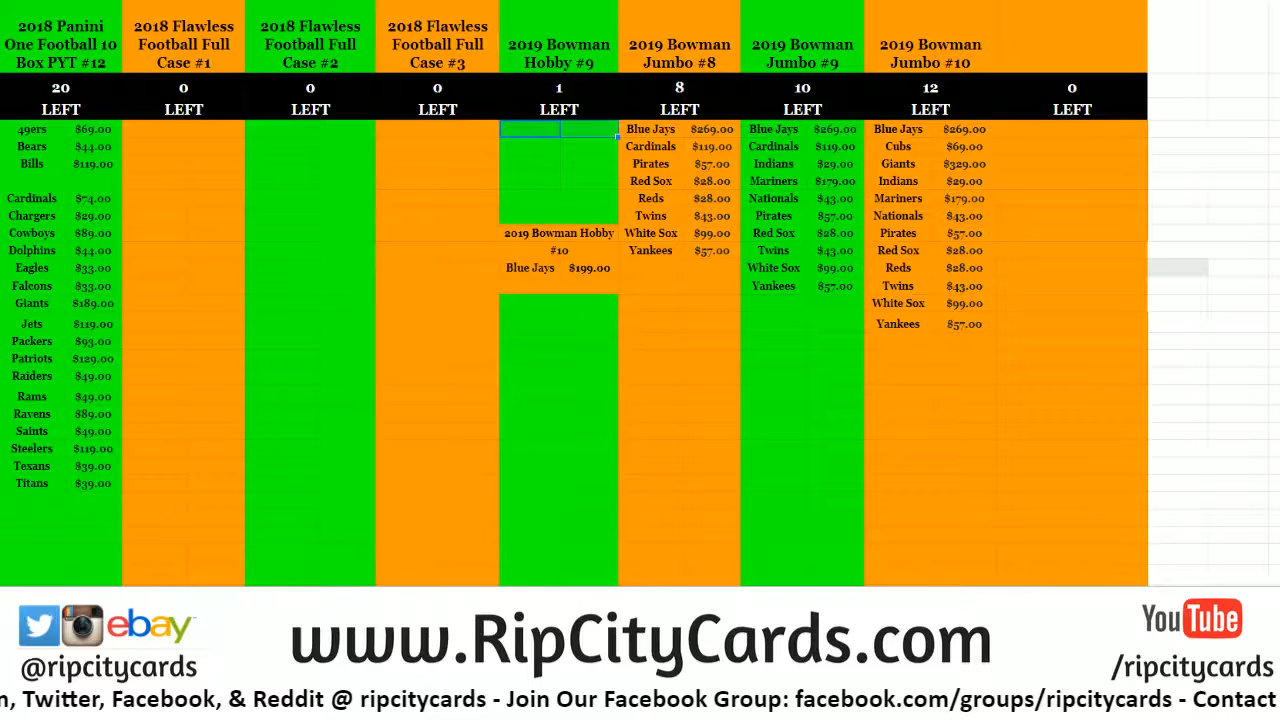 2018 Panini One Football 10 Box PYT #12
20 LEFT
49ers $69.00
Bears $44.00
Bills $119.00
Cardinals $74.00
Chargers $29.00
Cowboys $89.00
Dolphins $44.00
Eagles $33.00
Falcons $33.00
Giants $189.00
Jets $119.00
Packers $93.00
Patriots $129.00
Raiders $49.00
Rams $49.00
Ravens $89.00
Saints $49.00
Steelers $119.00
Texans $39.00
Titans $39.00
2018 Flawless Football Full Case #1
0 LEFT
2018 Flawless Football Full Case #2
0 LEFT
2018 Flawless Football Full Case #3
0 LEFT
2019 Bowman Hobby #9
1 LEFT
2019 Bowman Hobby #10
Blue Jays $199.00
2019 Bowman Jumbo #8
8 LEFT
Blue Jays $269.00
Cardinals $119.00
Pirates $57.00
Red Sox $28.00
Reds $28.00
Twins $43.00
White Sox $99.00
Yankees $57.00
2019 Bowman Jumbo #9
10 LEFT
Blue Jays $269.00
Cardinals $119.00
Indians $29.00
Mariners $179.00
Nationals $43.00
Pirates $57.00
Red Sox $28.00
Twins $43.00
White Sox $99.00
Yankees $57.00
2019 Bowman Jumbo #10
12 LEFT
Blue Jays $269.00
Cubs $69.00
Giants $329.00
Indians $29.00
Mariners $179.00
Nationals $43.00
Pirates $57.00
Red Sox $28.00
Reds $28.00
Twins $43.00
White Sox $99.00
Yankees $57.00
0 LEFT
ebay
@ripcitycards
www.RipCityCards.com
YouTube
/ripcitycards
n, Twitter, Facebook, & Reddit @ ripcitycards - Join Our Facebook Group: facebook.com/groups/ripcitycards - Contact